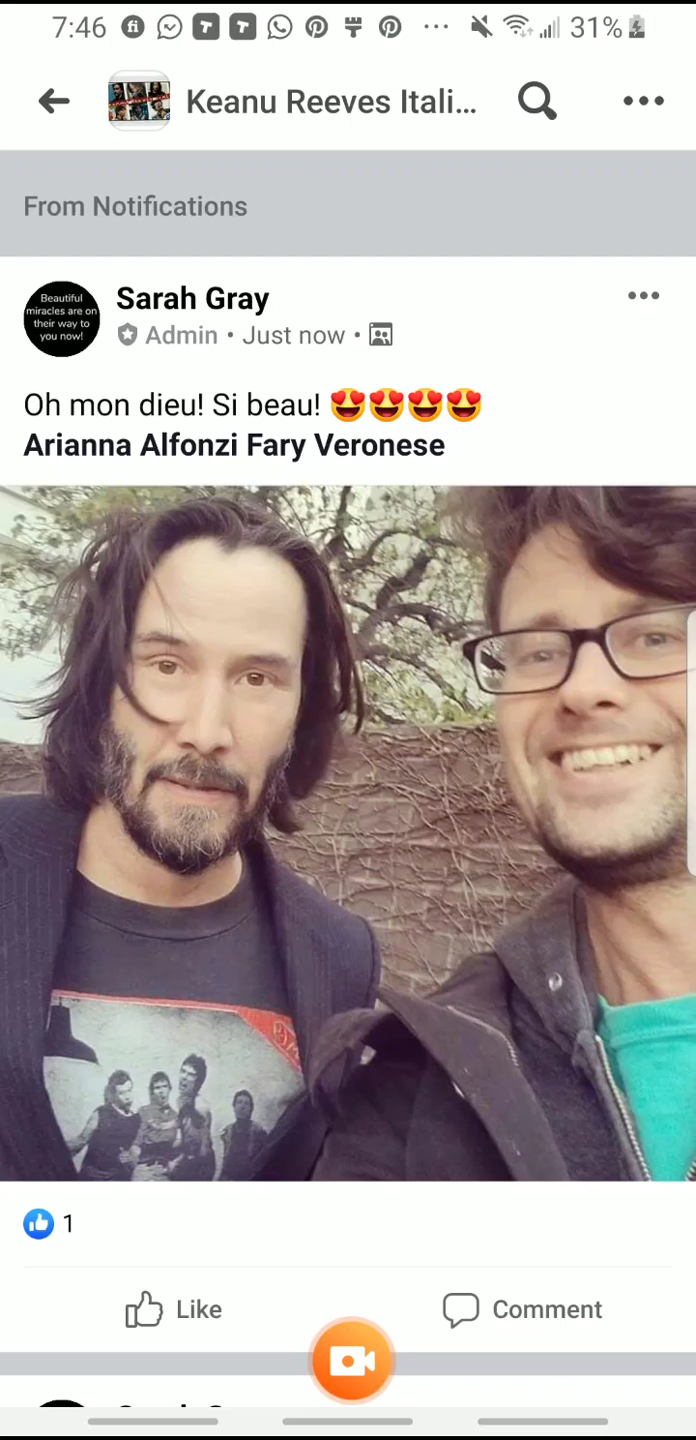 7:46 31%
Keanu Reeves Itali...
From Notifications
Beautiful
miracles are on
their way to
you now!
Sarah Gray
Admin • Just now •
Oh mon dieu! Si beau! 😍😍😍😍
Arianna Alfonzi Fary Veronese
1
Like Comment